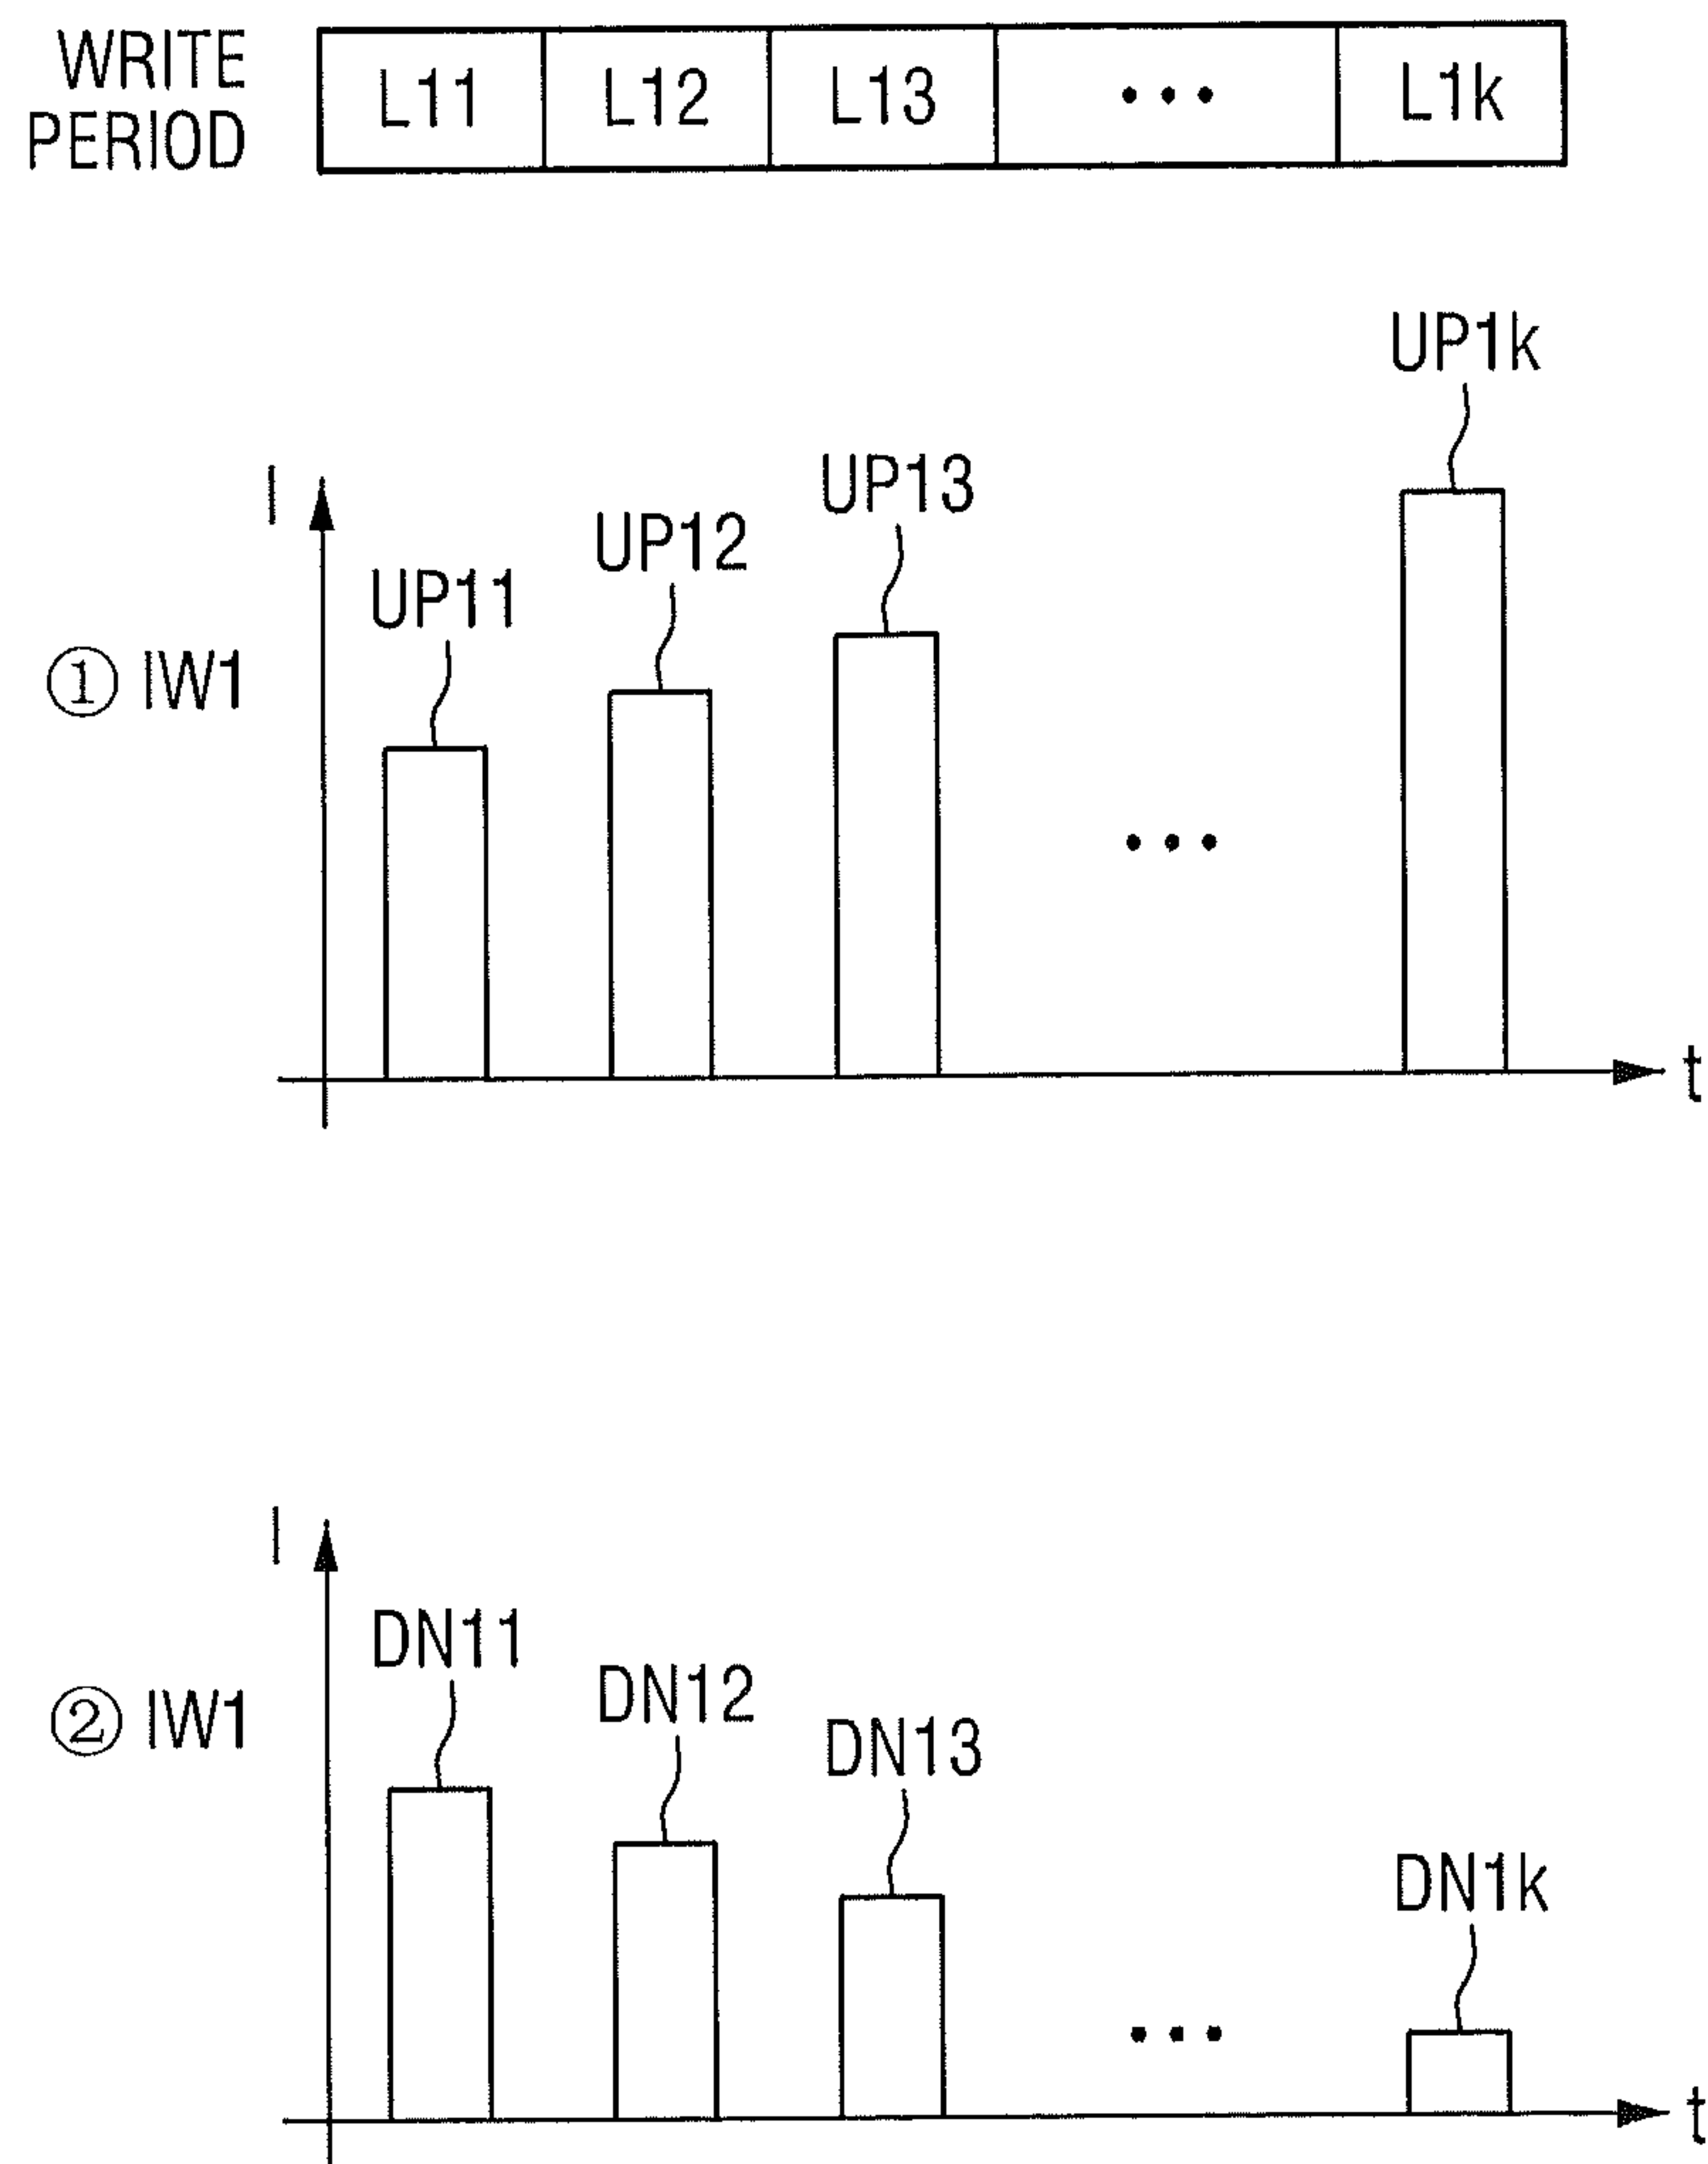 WRITE
PERIOD
L11 L12 L13 ••• L1k
UP1k
UP13
UP12
UP11
I
① IW1
•••
t
I
DN11
DN12
DN13
② IW1
DN1k
•••
t